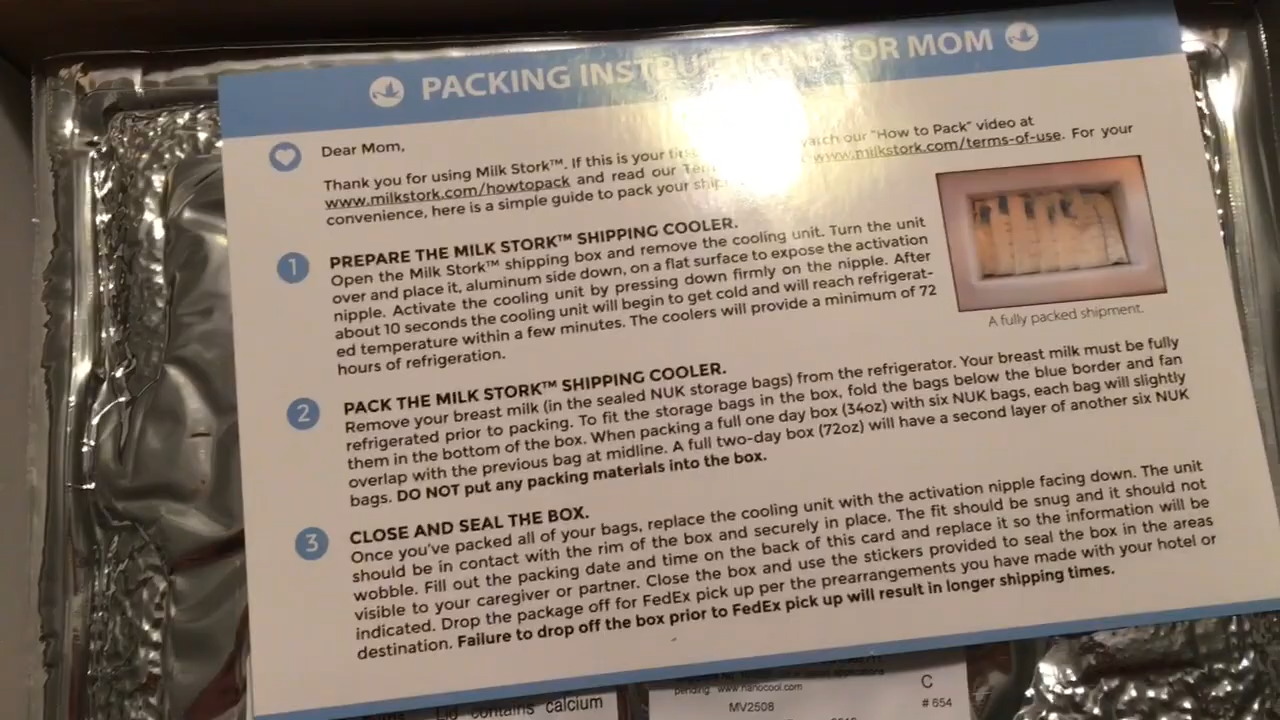 PACKING INSTRUCTIONS FOR MOM
Dear Mom,
Thank you for using Milk Stork™. If this is your watch our "How to Pack" video at
www.milkstork.com/howtopack and read our www.milkstork.com/terms-of-use. For your
convenience, here is a simple guide to pack your
1 PREPARE THE MILK STORK™ SHIPPING COOLER.
Open the Milk Stork™ shipping box and remove the cooling unit. Turn the unit
over and place it, aluminum side down, on a flat surface to expose the activation
nipple. Activate the cooling unit by pressing down firmly on the nipple. After
about 10 seconds the cooling unit will begin to get cold and will reach refrigerat-
ed temperature within a few minutes. The coolers will provide a minimum of 72
hours of refrigeration.
A fully packed shipment.
2 PACK THE MILK STORK™ SHIPPING COOLER.
Remove your breast milk (in the sealed NUK storage bags) from the refrigerator. Your breast milk must be fully
refrigerated prior to packing. To fit the storage bags in the box, fold the bags below the blue border and fan
them in the bottom of the box. When packing a full one day box (34oz) with six NUK bags, each bag will slightly
overlap with the previous bag at midline. A full two-day box (72oz) will have a second layer of another six NUK
bags. DO NOT put any packing materials into the box.
3 CLOSE AND SEAL THE BOX.
Once you've packed all of your bags, replace the cooling unit with the activation nipple facing down. The unit
should be in contact with the rim of the box and securely in place. The fit should be snug and it should not
wobble. Fill out the packing date and time on the back of this card and replace it so the information will be
visible to your caregiver or partner. Close the box and use the stickers provided to seal the box in the areas
indicated. Drop the package off for FedEx pick up per the prearrangements you have made with your hotel or
destination. Failure to drop off the box prior to FedEx pick up will result in longer shipping times.
Lid contains calcium
pending. www.nanocool.com
MV2508
C
# 654